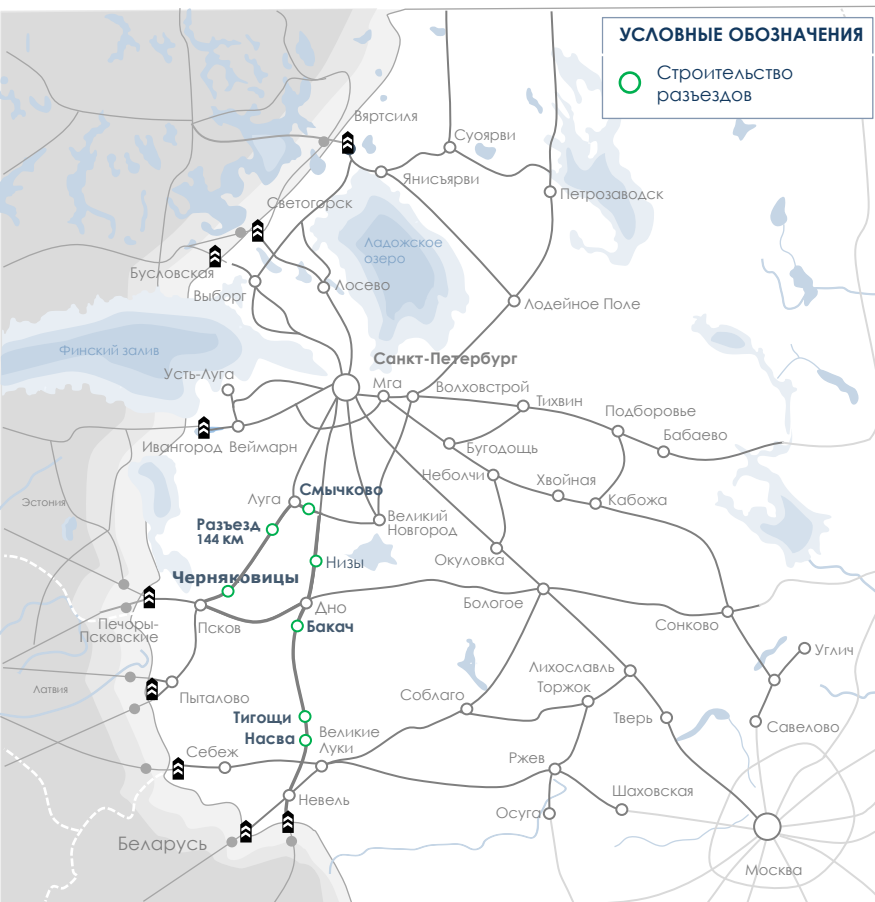 УСЛОВНЫЕ ОБОЗНАЧЕНИЯ
Строительство
разъездов
Вяртсиля
Суоярви
Янисъярви
Петрозаводск
Светогорск
Ладожское
озеро
Бусловская
Выборг
Лосево
Лодейное Поле
Финский залив
Санкт-Петербург
Усть-Луга
Мга
Волховстрой
Тихвин
Подборовье
Бабаево
Ивангород
Веймарн
Бугодощь
Неболчи
Хвойная
Кабожа
Эстония
Луга
Смычково
Великий
Новгород
Разъезд
144 км
Окуловка
Низы
Черняковицы
Дно
Бологое
Печоры-
Псковские
Псков
Бакач
Сонково
Углич
Лихославль
Латвия
Пыталово
Соблаго
Торжок
Тверь
Савелово
Тигощи
Насва
Великие
Луки
Себеж
Ржев
Шаховская
Невель
Осуга
Беларусь
Москва